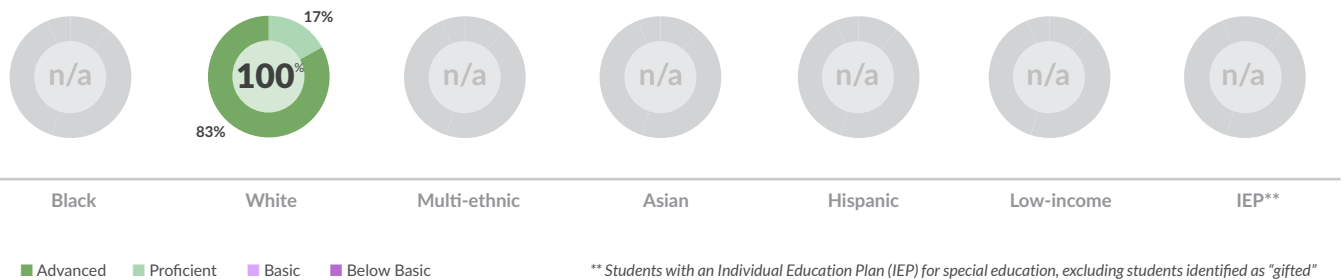 17%
n/a
100%
n/a
n/a
n/a
n/a
n/a
83%
Black
White
Multi-ethnic
Asian
Hispanic
Low-income
IEP**
Advanced
Proficient
Basic
Below Basic
** Students with an Individual Education Plan (IEP) for special education, excluding students identified as “gifted”